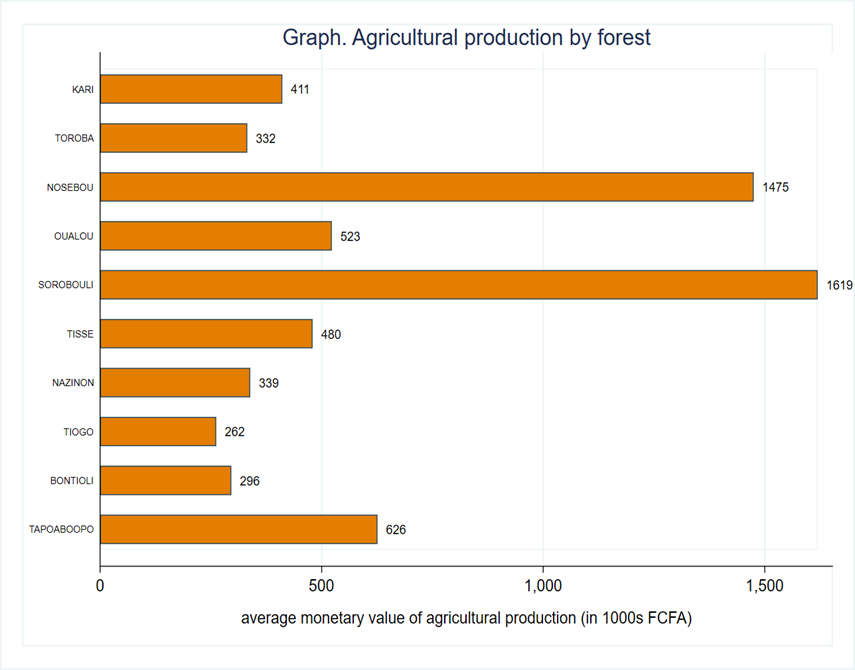 Graph. Agricultural production by forest
KARI 411
TOROBA 332
NOSEBOU 1475
OUALOU 523
SOROBOULI 1619
TISSE 480
NAZINON 339
TIOGO 262
BONTIOLI 296
TAPOABOOPO 626
0 500 1,000 1,500
average monetary value of agricultural production (in 1000s FCFA)